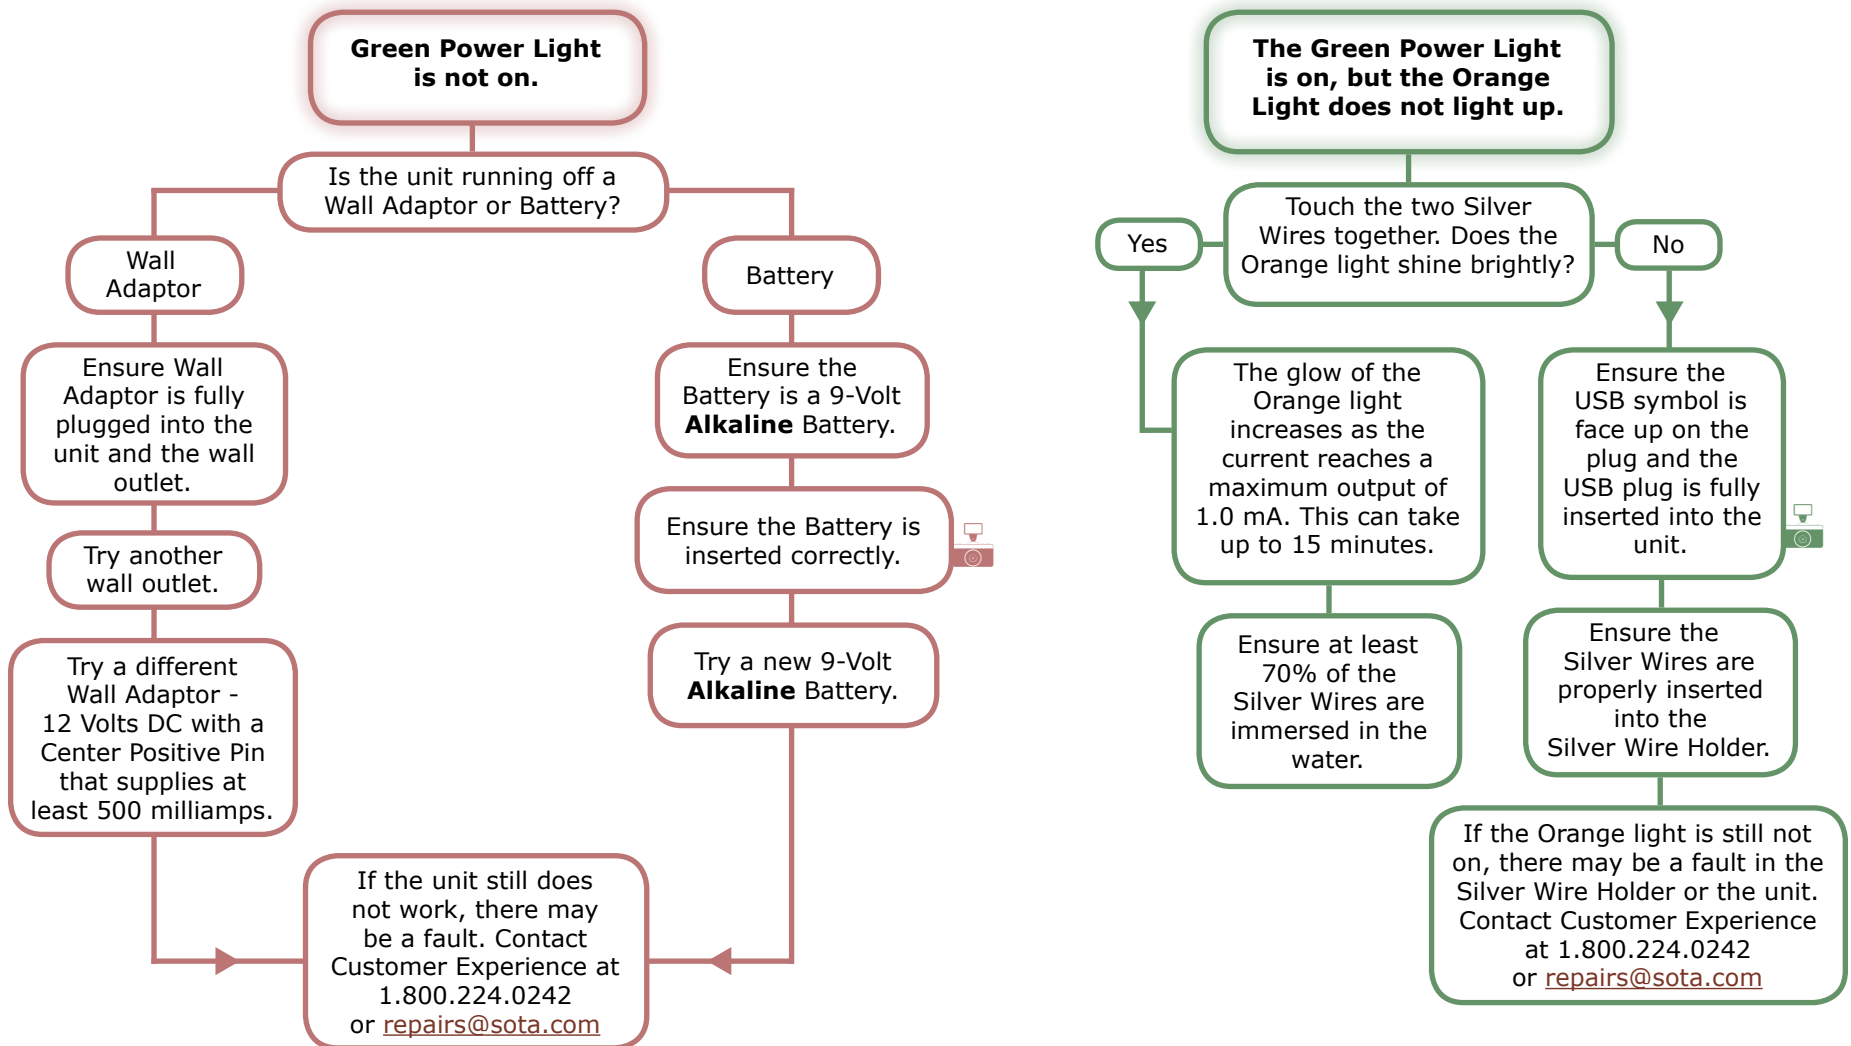 Green Power Light
is not on.
Is the unit running off a
Wall Adaptor or Battery?
Wall
Adaptor
Ensure Wall
Adaptor is fully
plugged into the
unit and the wall
outlet.
Try another
wall outlet.
Try a different
Wall Adaptor -
12 Volts DC with a
Center Positive Pin
that supplies at
least 500 milliamps.
Battery
Ensure the
Battery is a 9-Volt
Alkaline Battery.
Ensure the Battery is
inserted correctly.
Try a new 9-Volt
Alkaline Battery.
If the unit still does
not work, there may
be a fault. Contact
Customer Experience at
1.800.224.0242
or repairs@sota.com
The Green Power Light
is on, but the Orange
Light does not light up.
Touch the two Silver
Wires together. Does the
Orange light shine brightly?
Yes
The glow of the
Orange light
increases as the
current reaches a
maximum output of
1.0 mA. This can take
up to 15 minutes.
Ensure at least
70% of the
Silver Wires are
immersed in the
water.
No
Ensure the
USB symbol is
face up on the
plug and the
USB plug is fully
inserted into the
unit.
Ensure the
Silver Wires are
properly inserted
into the
Silver Wire Holder.
If the Orange light is still not
on, there may be a fault in the
Silver Wire Holder or the unit.
Contact Customer Experience
at 1.800.224.0242
or repairs@sota.com